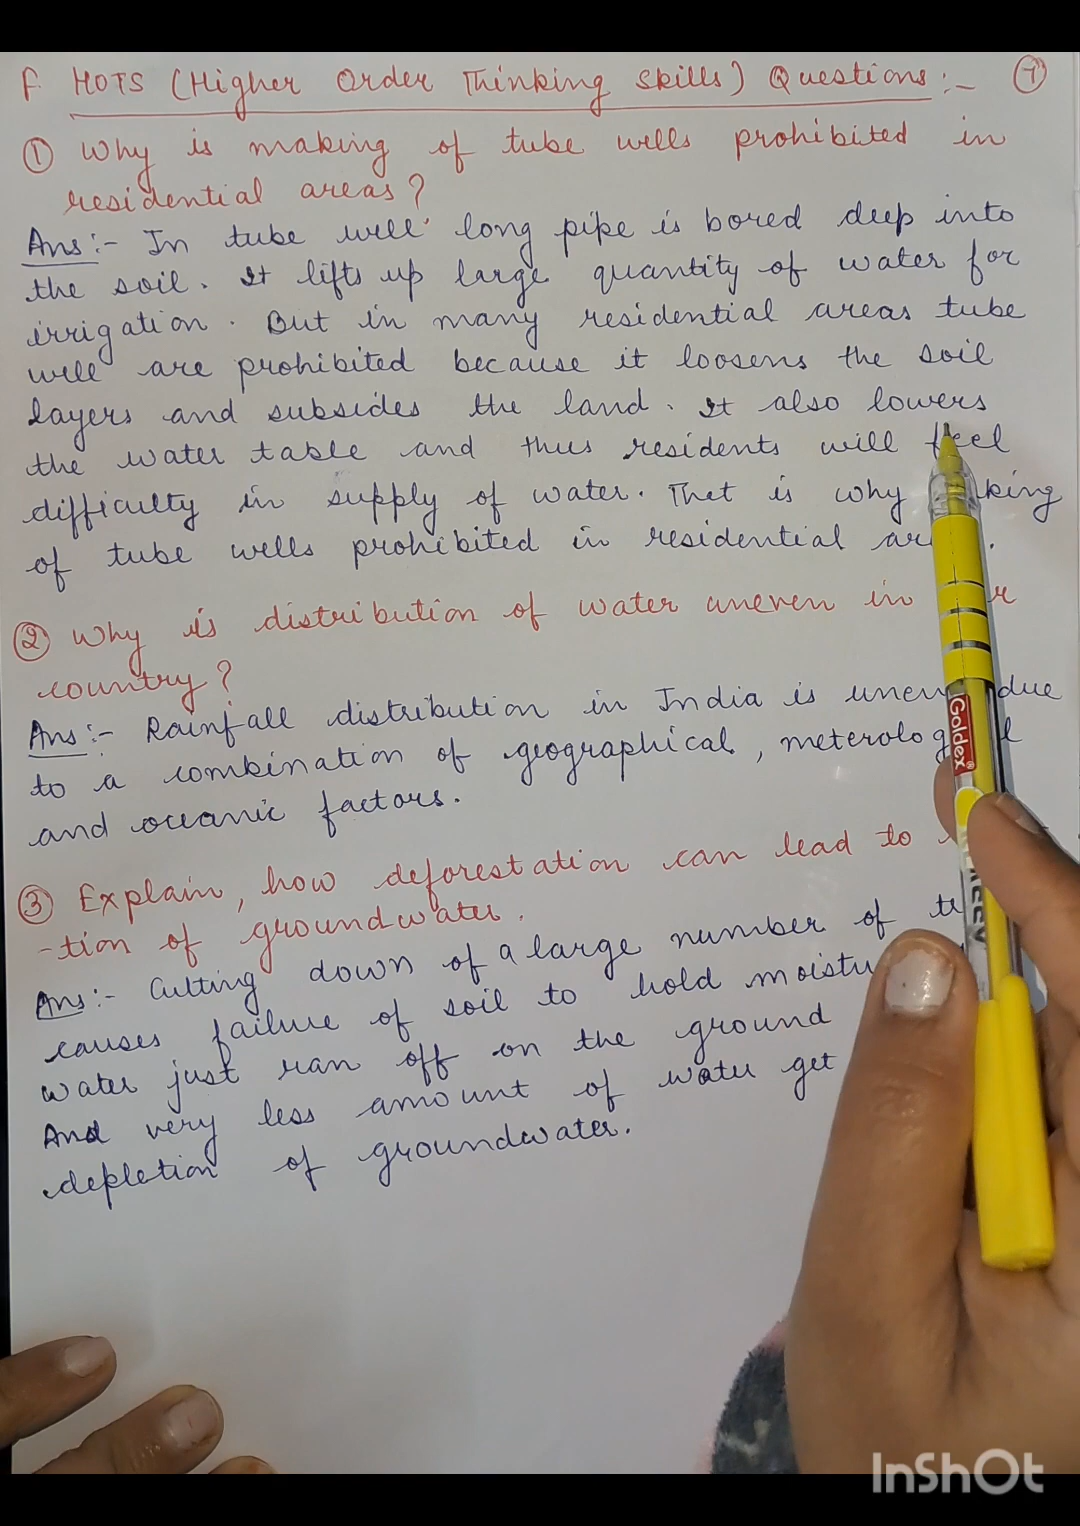 F HOTS (Higher Order Thinking Skills) Questions:- 7
① Why is making of tube wells prohibited in
residential areas?
Ans:- In tube well long pipe is bored deep into
the soil. It lifts up large quantity of water for
irrigation. But in many residential areas tube
well are prohibited because it loosens the soil
layers and subsides the land. It also lowers
the water table and thus residents will feel
difficulty in supply of water. That is why king
of tube wells prohibited in residential ar .
② Why is distribution of water uneven in r
country?
Ans:- Rainfall distribution in India is unev due
to a combination of geographical, meterolog l
and oceanic factors.
③ Explain, how deforestation can lead to
-tion of groundwater.
Ans:- Cutting down of a large number of t
causes failure of soil to hold moistu
water just ran off on the ground
And very less amount of water get
depletion of groundwater.
Goldex
InShOt